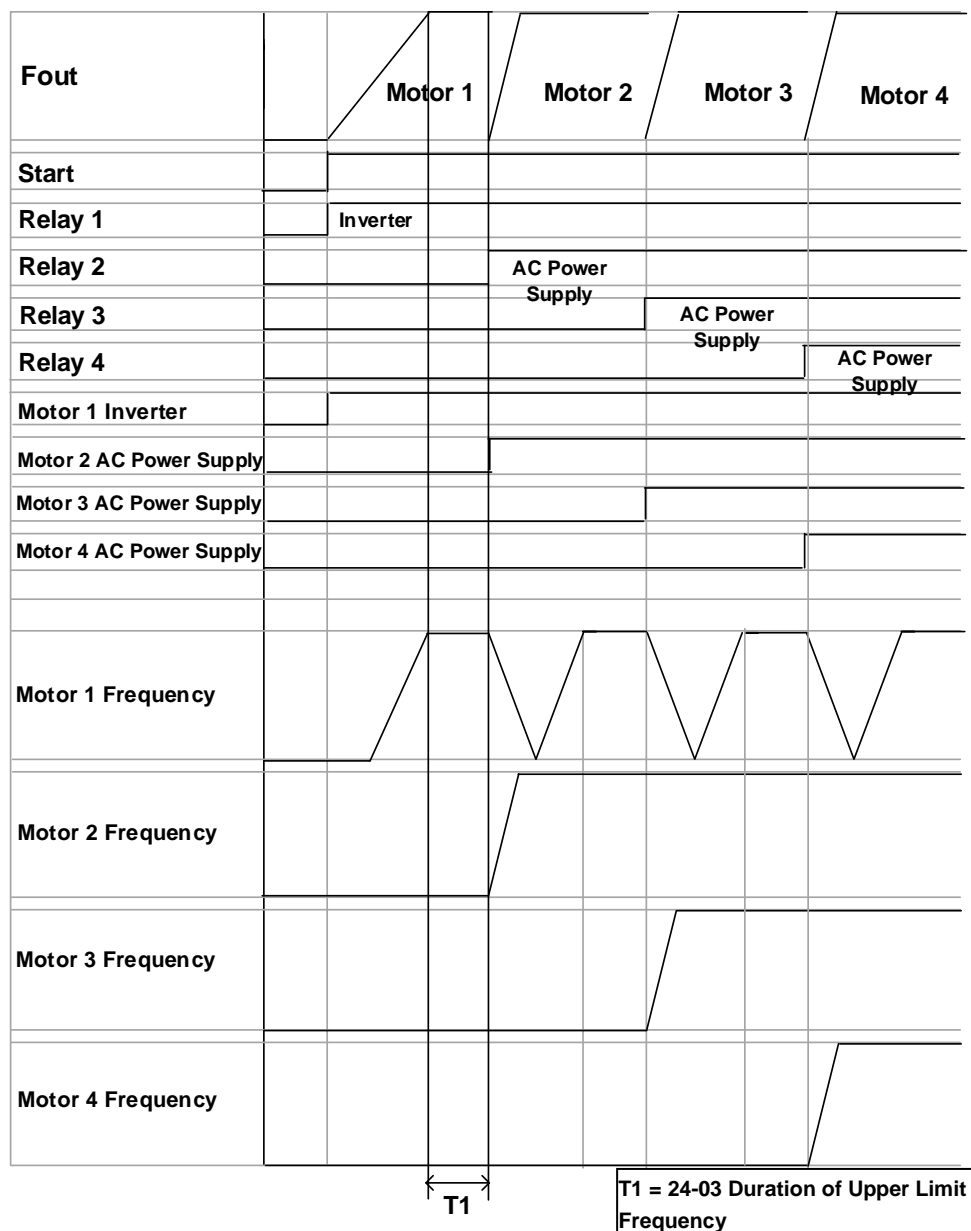 Fout
Motor 1
Motor 2
Motor 3
Motor 4
Start
Relay 1
Inverter
Relay 2
AC Power
Supply
Relay 3
AC Power
Supply
Relay 4
AC Power
Supply
Motor 1 Inverter
Motor 2 AC Power Supply
Motor 3 AC Power Supply
Motor 4 AC Power Supply
Motor 1 Frequency
Motor 2 Frequency
Motor 3 Frequency
Motor 4 Frequency
T1
T1 = 24-03 Duration of Upper Limit
Frequency